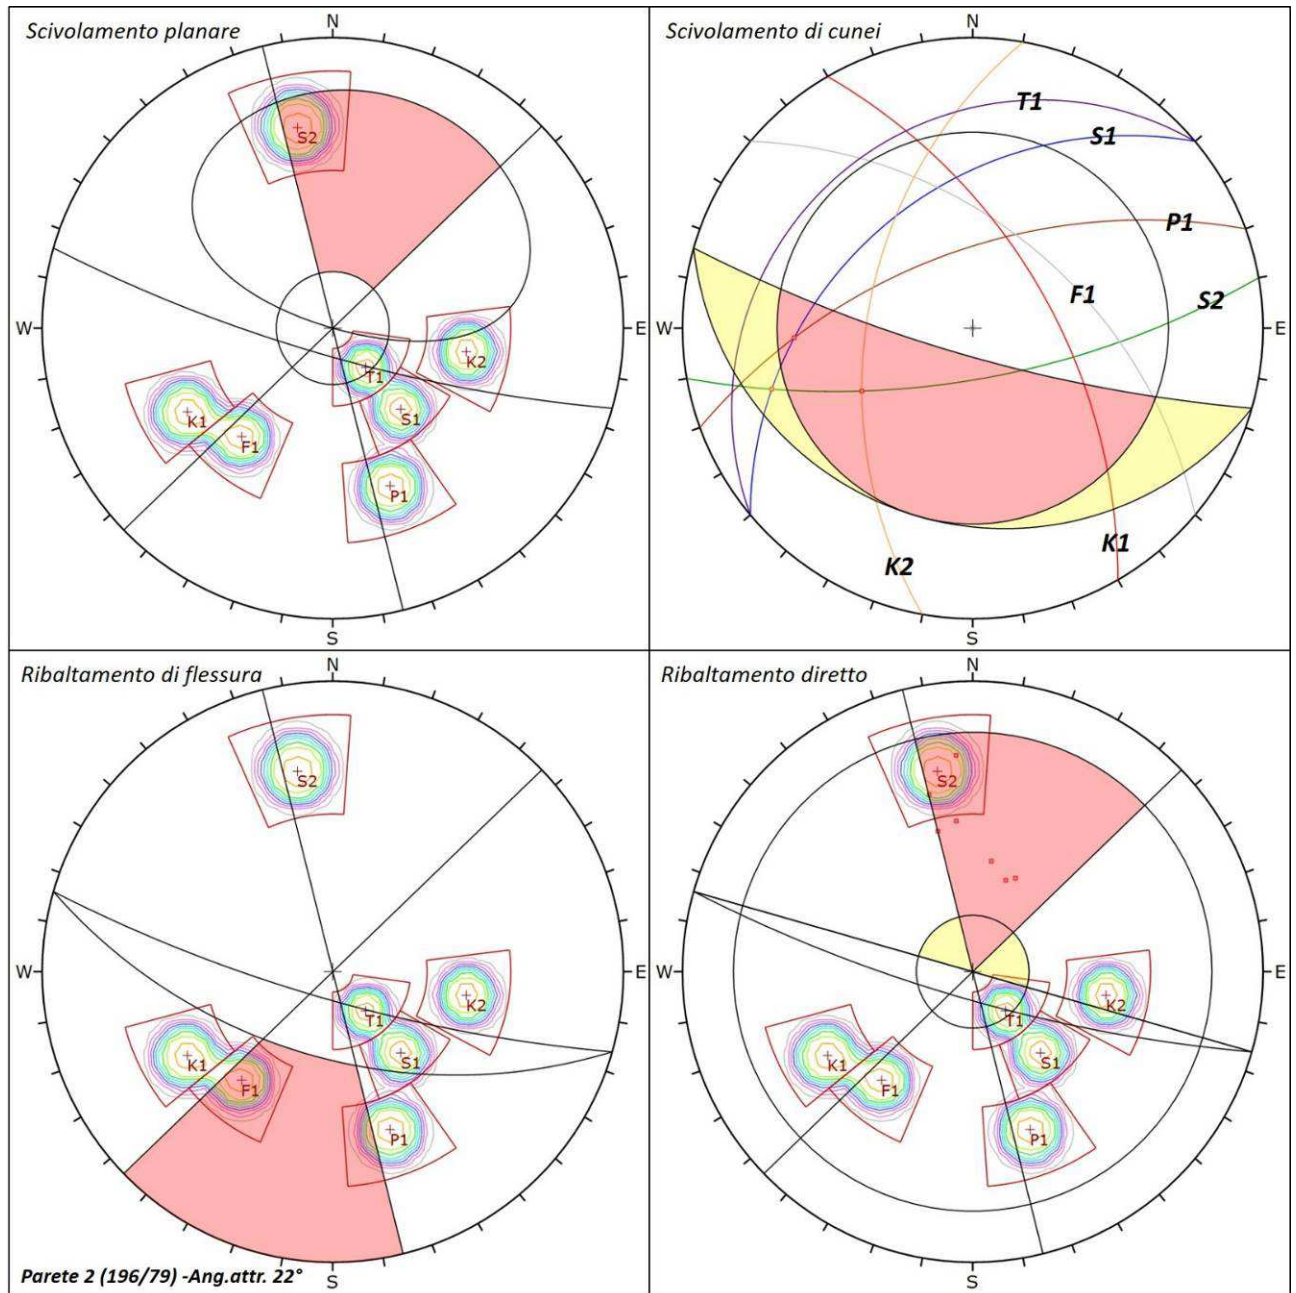 Scivolamento planare
N
S2
W
E
K2
T1
K1
S1
F1
P1
S
Scivolamento di cunei
N
T1
S1
P1
F1
S2
W
E
K1
K2
S
Ribaltamento di flessura
N
S2
W
E
K2
T1
K1
S1
F1
P1
S
Parete 2 (196/79) -Ang.attr. 22°
Ribaltamento diretto
N
S2
W
E
K2
T1
K1
S1
F1
P1
S